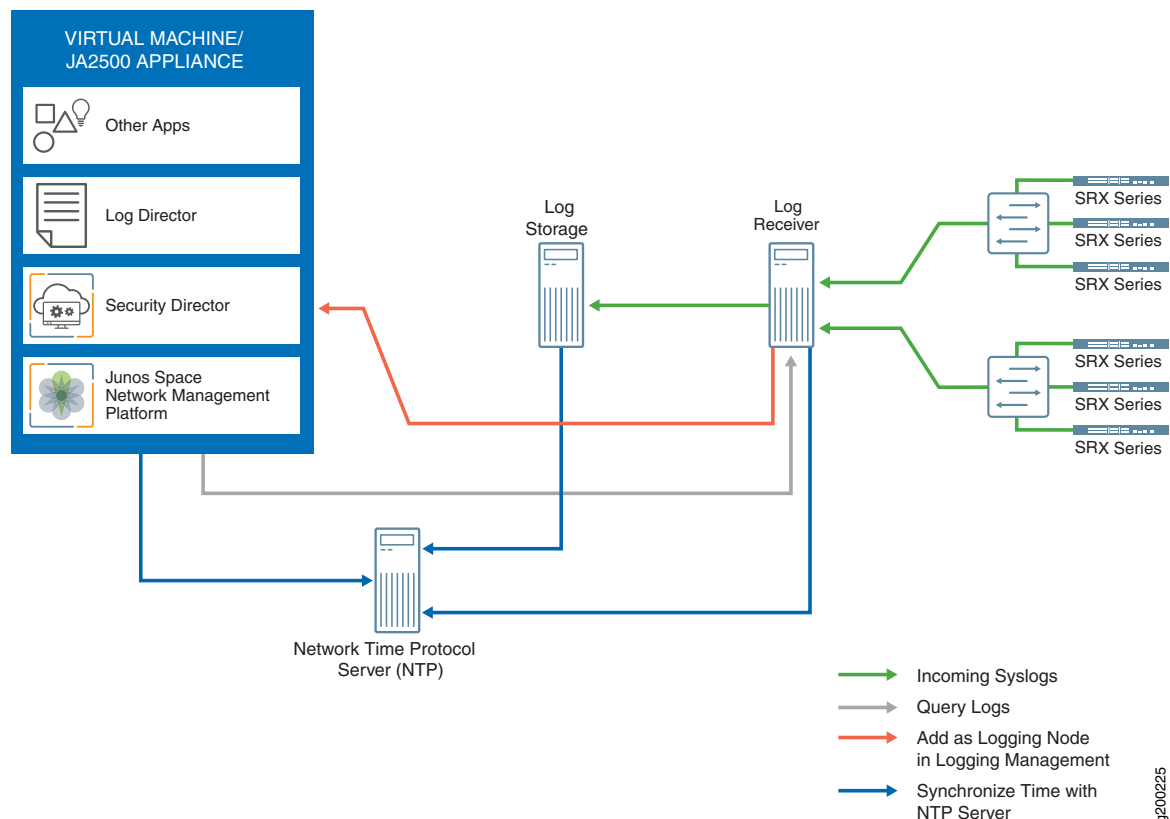 VIRTUAL MACHINE/
JA2500 APPLIANCE
Other Apps
Log Director
Security Director
Junos Space
Network Management
Platform
Log
Storage
Log
Receiver
SRX Series
SRX Series
SRX Series
SRX Series
SRX Series
SRX Series
Network Time Protocol
Server (NTP)
Incoming Syslogs
Query Logs
Add as Logging Node
in Logging Management
Synchronize Time with
NTP Server
g200225